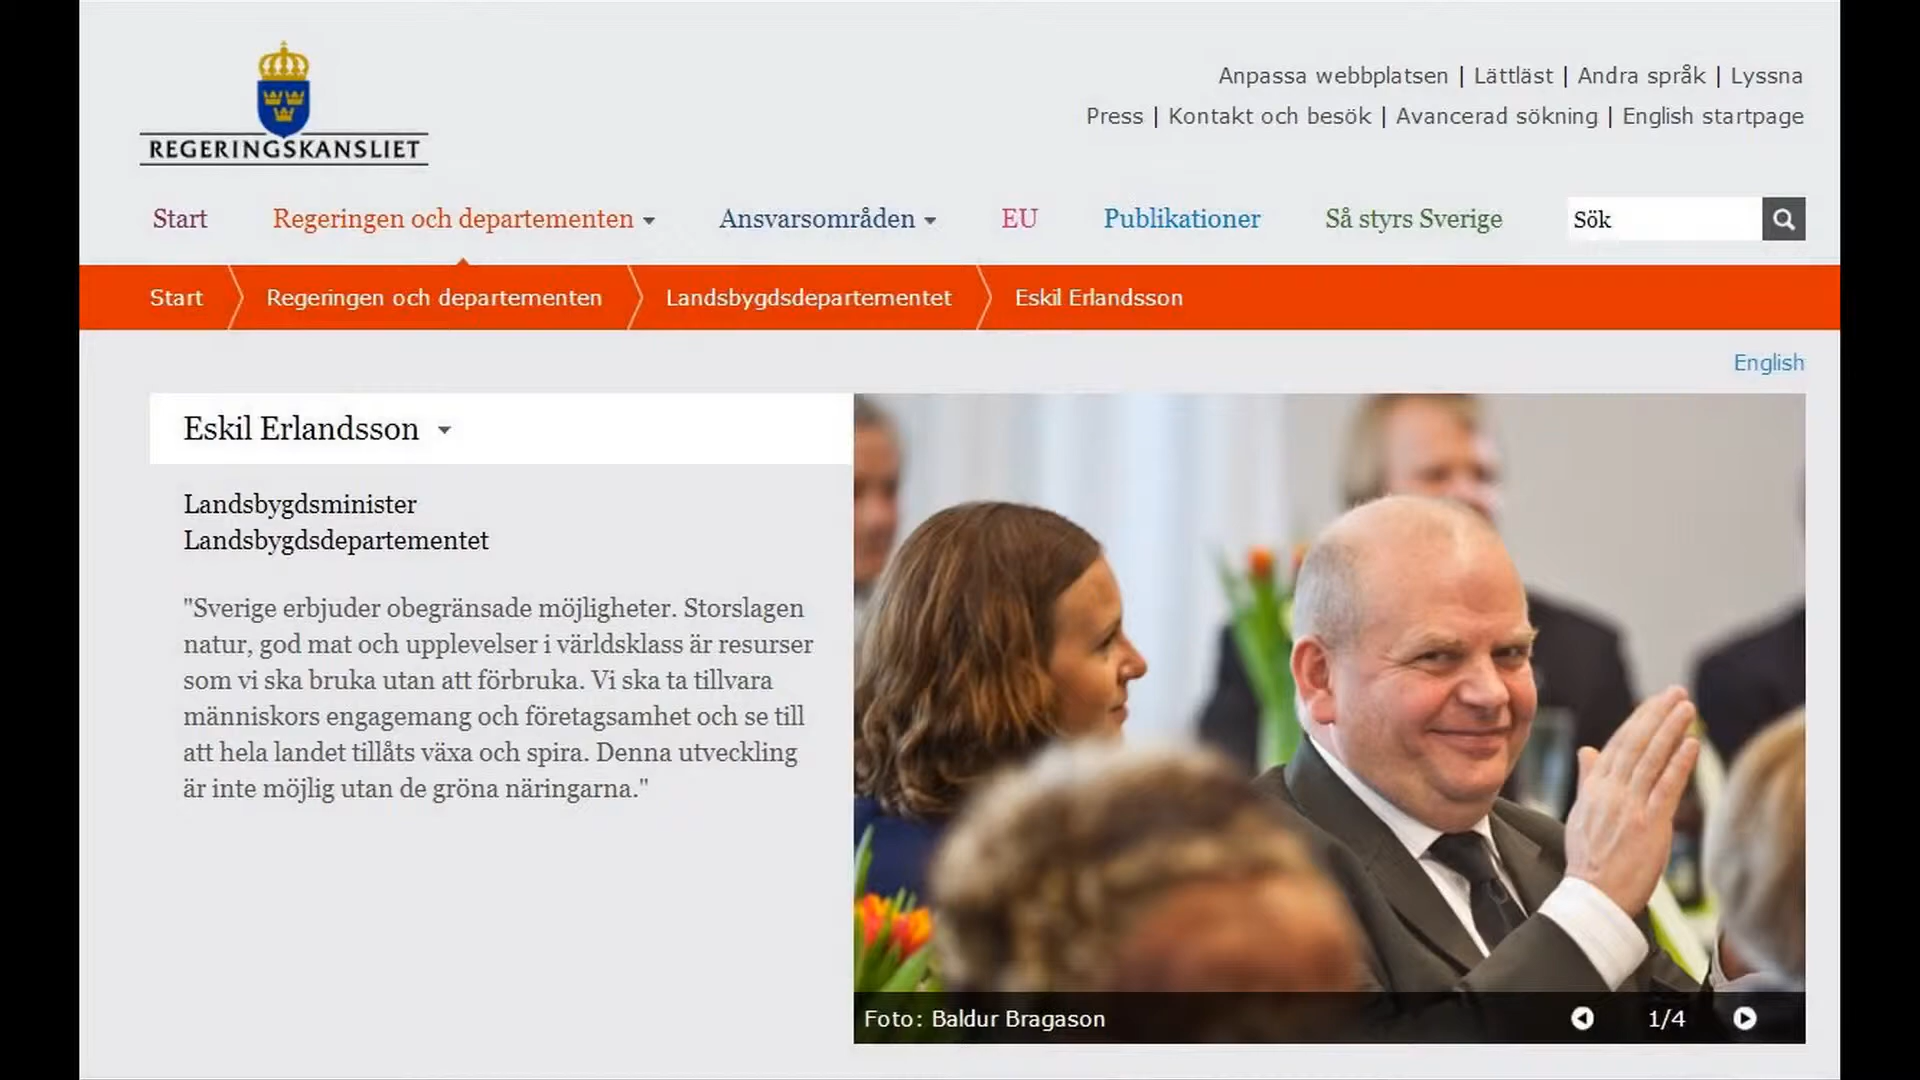 REGERINGSKANSLIET
Anpassa webbplatsen | Lättläst | Andra språk | Lyssna
Press | Kontakt och besök | Avancerad sökning | English startpage
Start Regeringen och departementen Ansvarsområden EU Publikationer Så styrs Sverige Sök
Start Regeringen och departementen Landsbygdsdepartementet Eskil Erlandsson
English
Eskil Erlandsson
Landsbygdsminister
Landsbygdsdepartementet
"Sverige erbjuder obegränsade möjligheter. Storslagen
natur, god mat och upplevelser i världsklass är resurser
som vi ska bruka utan att förbruka. Vi ska ta tillvara
människors engagemang och företagsamhet och se till
att hela landet tillåts växa och spira. Denna utveckling
är inte möjlig utan de gröna näringarna."
Foto: Baldur Bragason 1/4